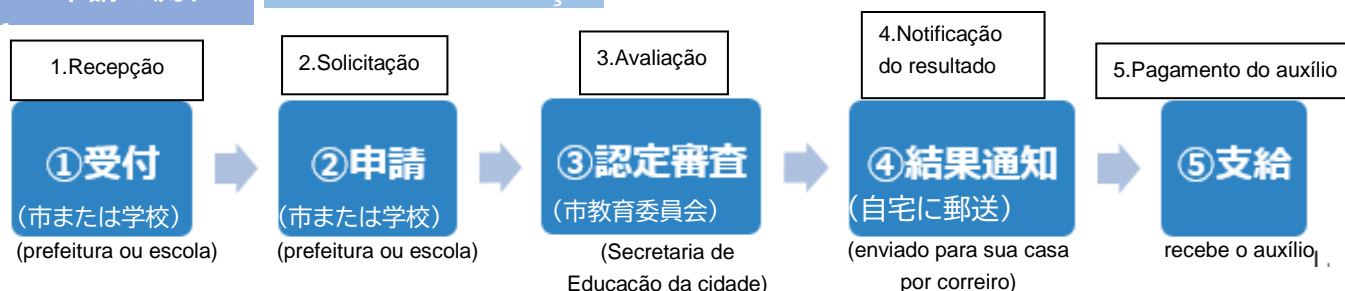 1.Recepção
2.Solicitação
3.Avaliação
4.Notificação
do resultado
5.Pagamento do auxílio
①受付
(市または学校)
②申請
(市または学校)
③認定審査
(市教育委員会)
④結果通知
(自宅に郵送)
⑤支給
(prefeitura ou escola)
(prefeitura ou escola)
(Secretaria de
Educação da cidade)
(enviado para sua casa
por correiro)
recebe o auxílio